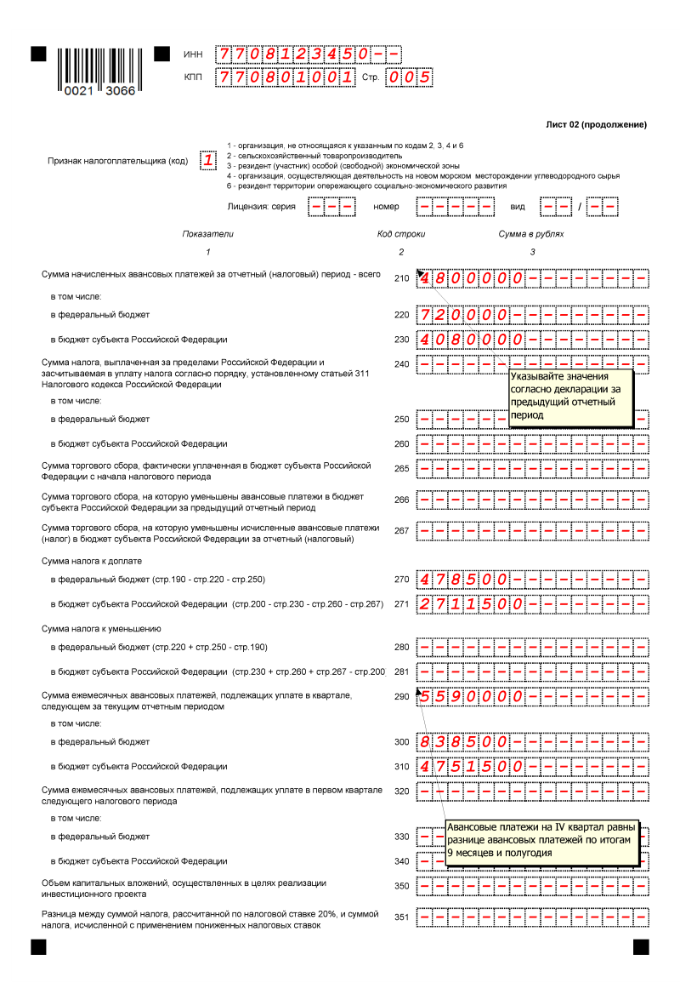 ИНН 7708123450--
КПП 770801001 Стр. 005
0021 3066
Лист 02 (продолжение)
Признак налогоплательщика (код) 1
1 - организация, не относящаяся к указанным по кодам 2, 3, 4 и 6
2 - сельскохозяйственный товаропроизводитель
3 - резидент (участник) особой (свободной) экономической зоны
4 - организация, осуществляющая деятельность на новом морском месторождении углеводородного сырья
6 - резидент территории опережающего социально-экономического развития
Лицензия: серия --- номер ----- вид -- / --
Показатели Код строки Сумма в рублях
1 2 3
Сумма начисленных авансовых платежей за отчетный (налоговый) период - всего 210 4800000--------
в том числе:
в федеральный бюджет 220 720000---------
в бюджет субъекта Российской Федерации 230 4080000--------
Сумма налога, выплаченная за пределами Российской Федерации и 240 ---------------
засчитываемая в уплату налога согласно порядку, установленному статьей 311
Налогового кодекса Российской Федерации
Указывайте значения
согласно декларации за
предыдущий отчетный
период
в том числе:
в федеральный бюджет 250 -------
в бюджет субъекта Российской Федерации 260 ---------------
Сумма торгового сбора, фактически уплаченная в бюджет субъекта Российской 265 ---------------
Федерации с начала налогового периода
Сумма торгового сбора, на которую уменьшены авансовые платежи в бюджет 266 ---------------
субъекта Российской Федерации за предыдущий отчетный период
Сумма торгового сбора, на которую уменьшены исчисленные авансовые платежи 267 ---------------
(налог) в бюджет субъекта Российской Федерации за отчетный (налоговый)
Сумма налога к доплате
в федеральный бюджет (стр.190 - стр.220 - стр.250) 270 478500---------
в бюджет субъекта Российской Федерации (стр.200 - стр.230 - стр.260 - стр.267) 271 2711500--------
Сумма налога к уменьшению
в федеральный бюджет (стр.220 + стр.250 - стр.190) 280 ---------------
в бюджет субъекта Российской Федерации (стр.230 + стр.260 + стр.267 - стр.200 281 ---------------
Сумма ежемесячных авансовых платежей, подлежащих уплате в квартале, 290 5590000--------
следующем за текущим отчетным периодом
в том числе:
в федеральный бюджет 300 838500---------
в бюджет субъекта Российской Федерации 310 4751500--------
Сумма ежемесячных авансовых платежей, подлежащих уплате в первом квартале 320 ---------------
следующего налогового периода
в том числе:
Авансовые платежи на IV квартал равны
разнице авансовых платежей по итогам
9 месяцев и полугодия
в федеральный бюджет 330 --
в бюджет субъекта Российской Федерации 340 --
Объем капитальных вложений, осуществленных в целях реализации 350 ---------------
инвестиционного проекта
Разница между суммой налога, рассчитанной по налоговой ставке 20%, и суммой 351 ---------------
налога, исчисленной с применением пониженных налоговых ставок